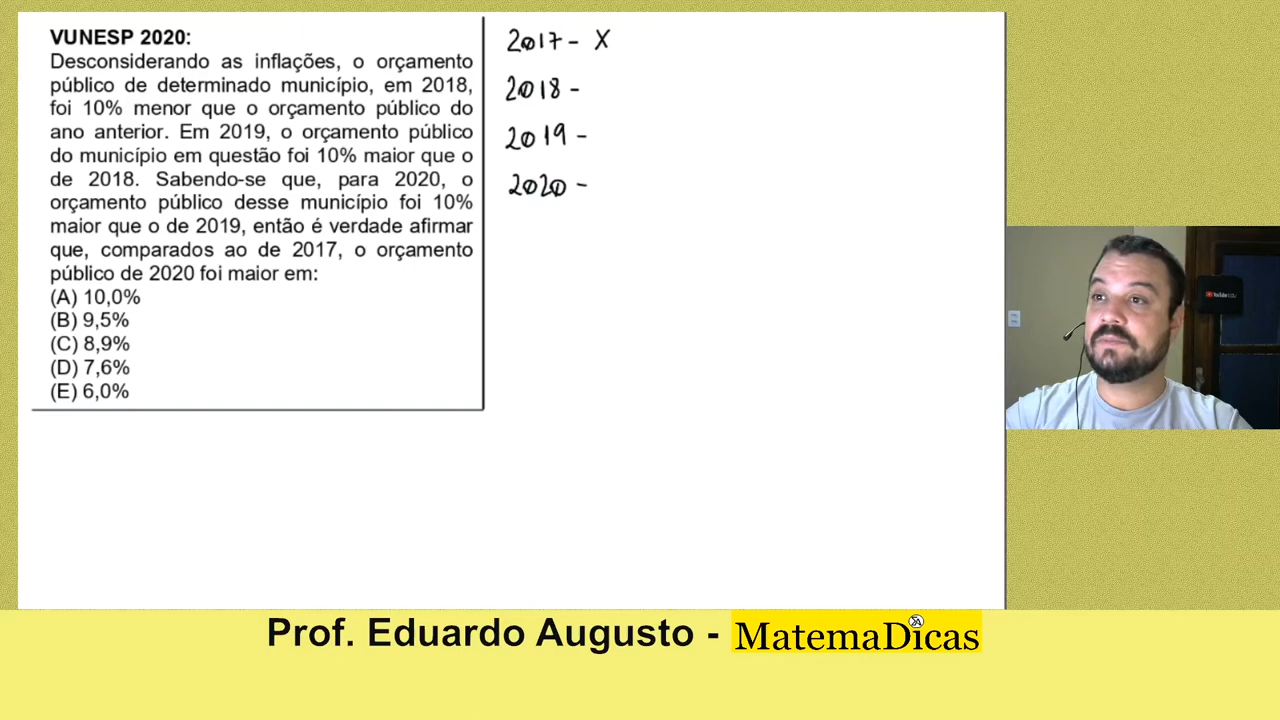 VUNESP 2020:
Desconsiderando as inflações, o orçamento
público de determinado município, em 2018,
foi 10% menor que o orçamento público do
ano anterior. Em 2019, o orçamento público
do município em questão foi 10% maior que o
de 2018. Sabendo-se que, para 2020, o
orçamento público desse município foi 10%
maior que o de 2019, então é verdade afirmar
que, comparados ao de 2017, o orçamento
público de 2020 foi maior em:
(A) 10,0%
(B) 9,5%
(C) 8,9%
(D) 7,6%
(E) 6,0%
2017 - X
2018 -
2019 -
2020 -
Prof. Eduardo Augusto - MatemaDicas